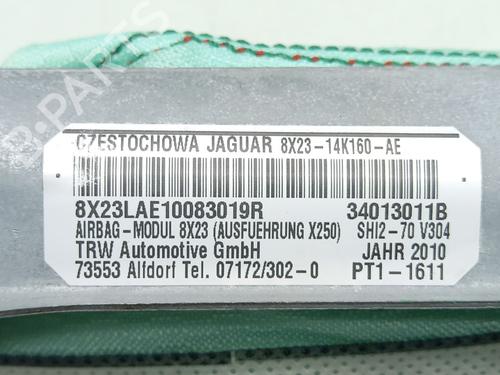 CZESTOCHOWA JAGUAR 8X23-14K160-AE
8X23LAE10083019R 34013011B
AIRBAG-MODUL 8X23 (AUSFUEHRUNG X250) SHI2-70 V304
TRW Automotive GmbH JAHR 2010
73553 Alfdorf Tel. 07172/302-0 PT1-1611